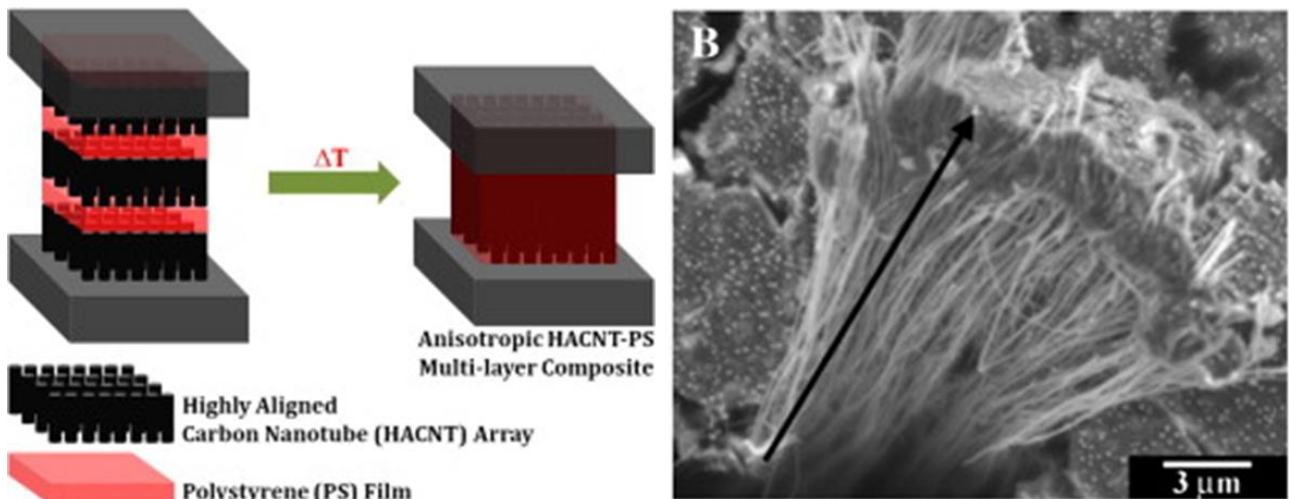 ΔT
Anisotropic HACNT-PS
Multi-layer Composite
Highly Aligned
Carbon Nanotube (HACNT) Array
Polystyrene (PS) Film
B
3 μm